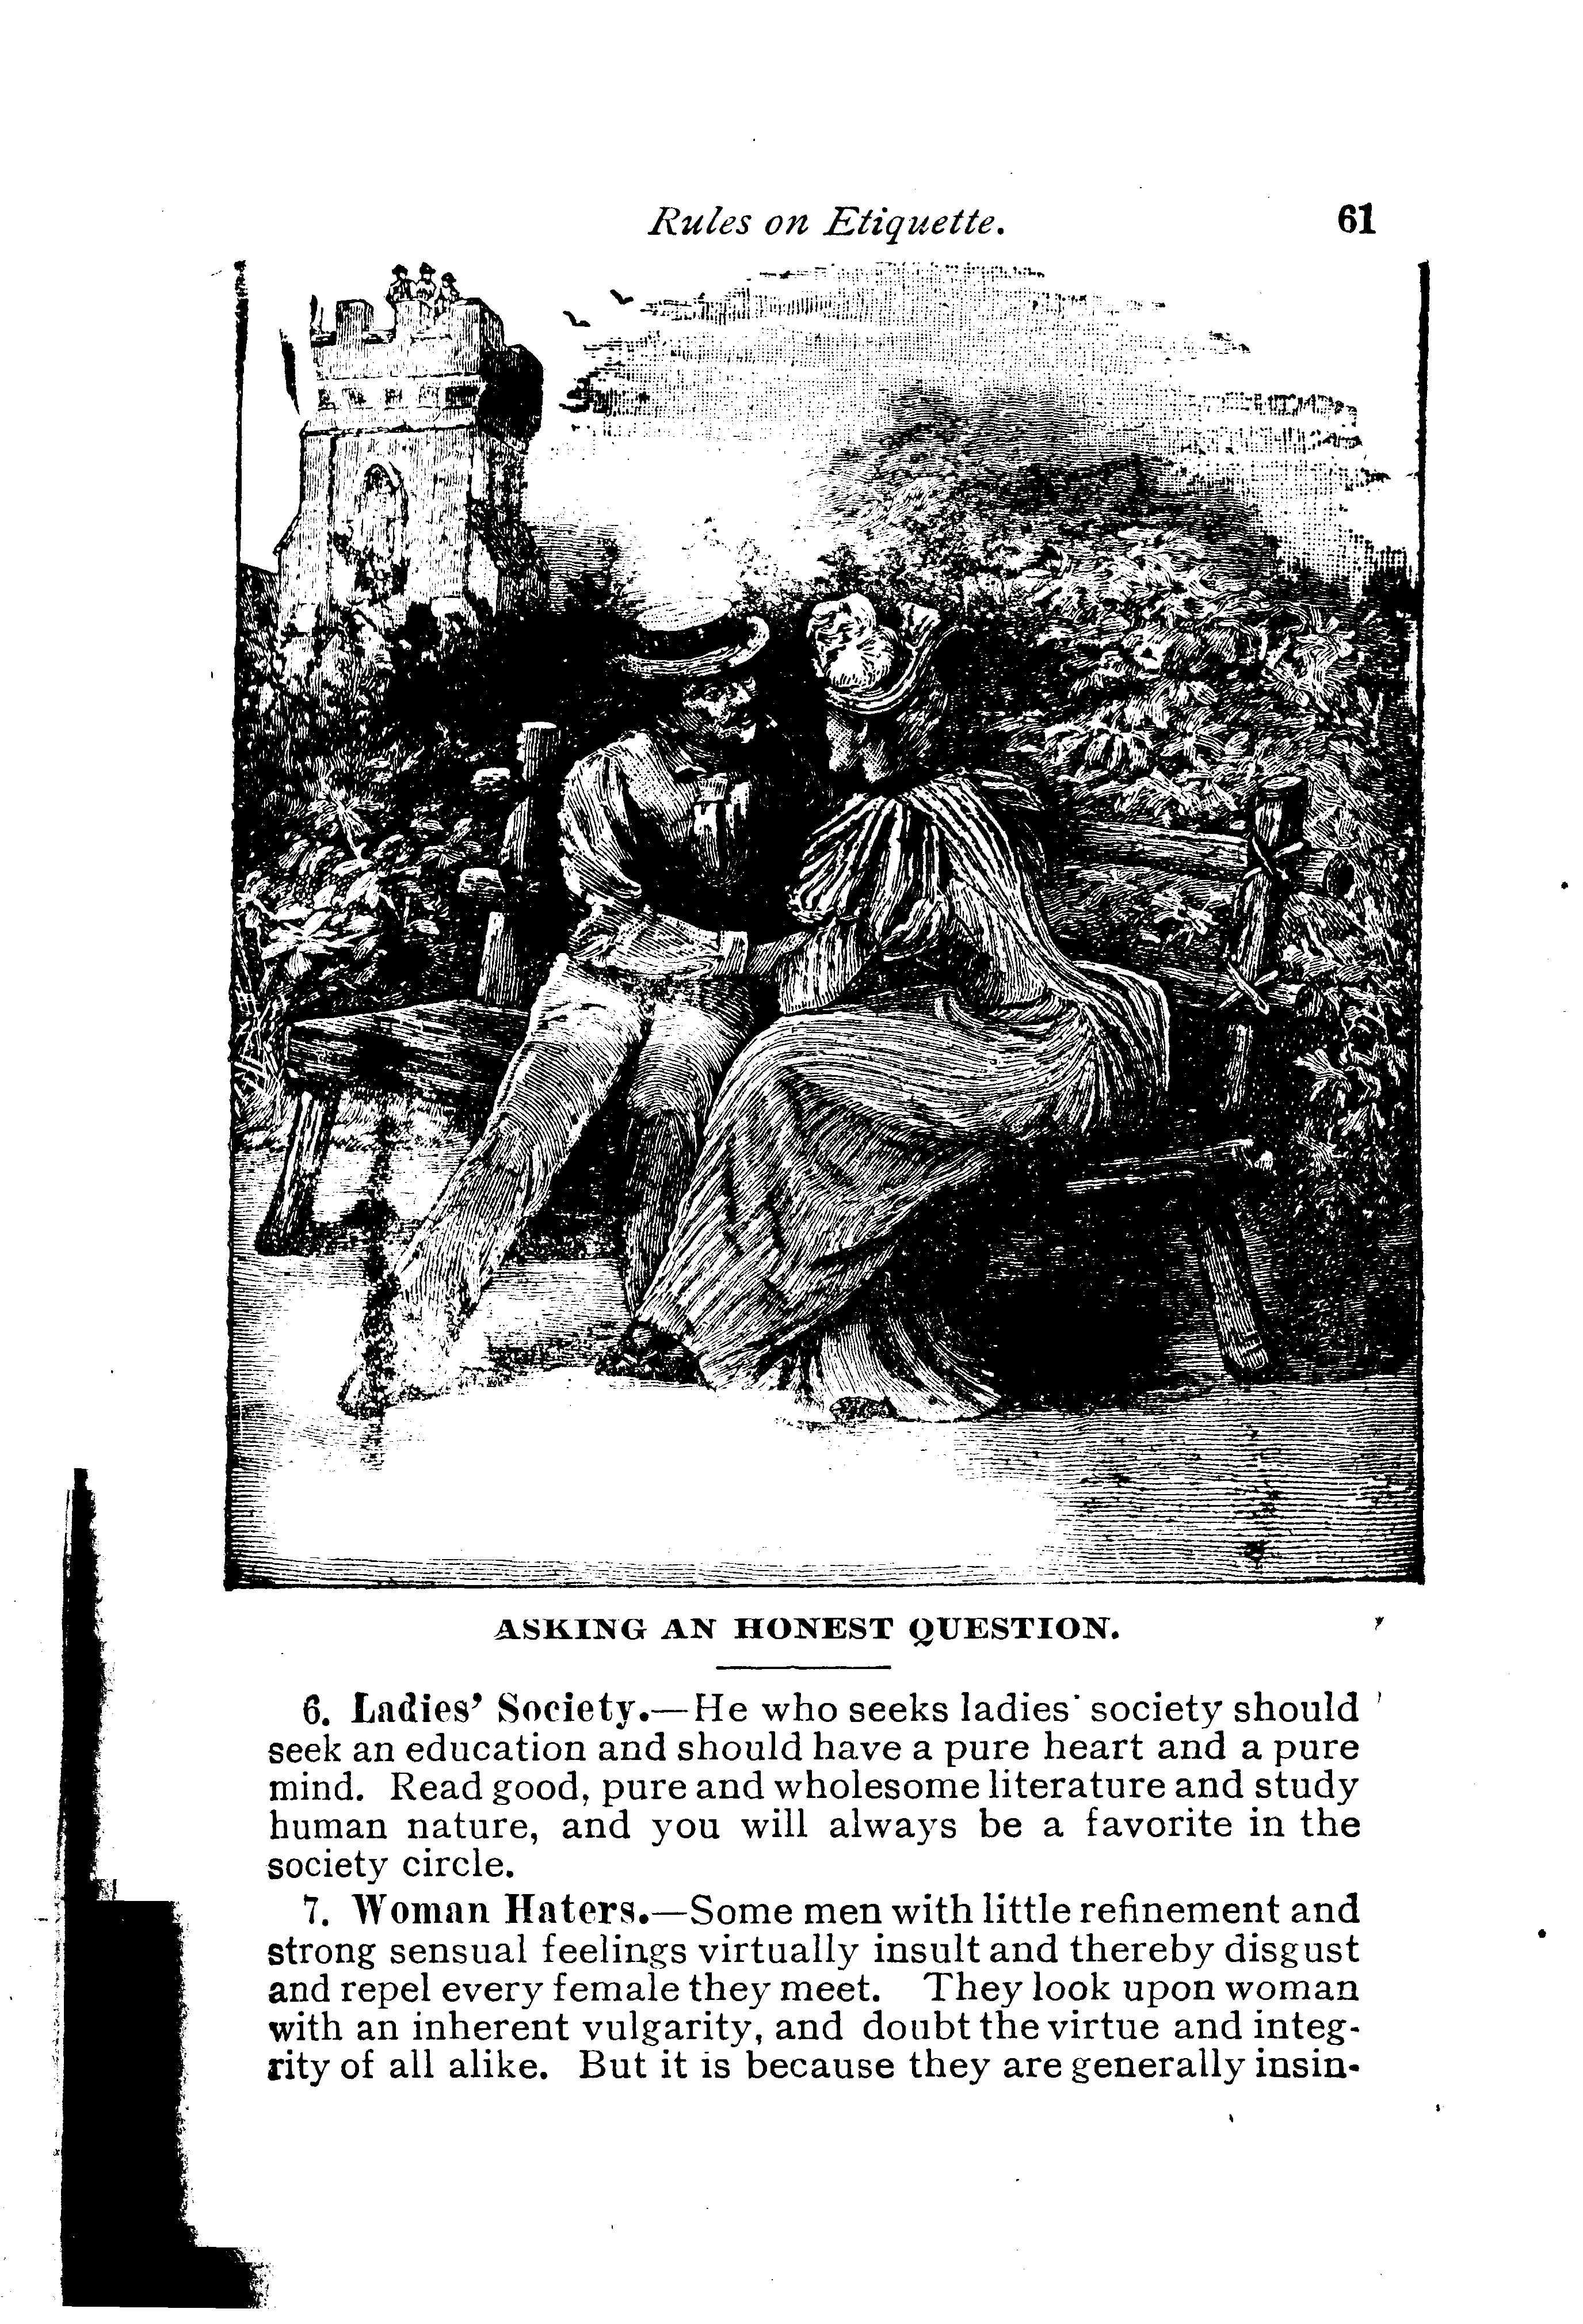 Rules on Etiquette. 61
ASKING AN HONEST QUESTION.
6. Ladies' Society.—He who seeks ladies' society should
seek an education and should have a pure heart and a pure
mind. Read good, pure and wholesome literature and study
human nature, and you will always be a favorite in the
society circle.
7. Woman Haters.—Some men with little refinement and
strong sensual feelings virtually insult and thereby disgust
and repel every female they meet. They look upon woman
with an inherent vulgarity, and doubt the virtue and integ-
rity of all alike. But it is because they are generally insin-